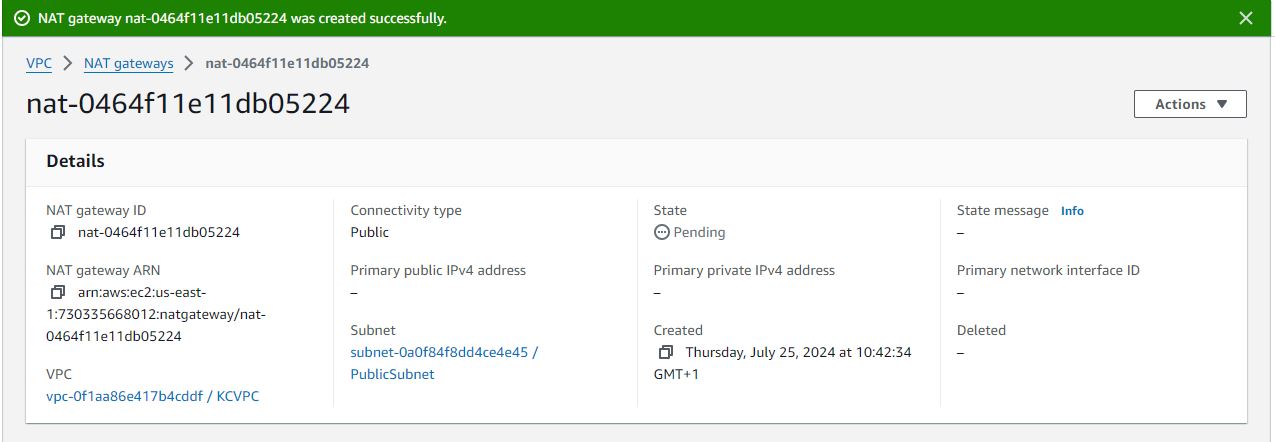 NAT gateway nat-0464f11e11db05224 was created successfully.
VPC > NAT gateways > nat-0464f11e11db05224
nat-0464f11e11db05224
Actions
Details
NAT gateway ID
nat-0464f11e11db05224
NAT gateway ARN
arn:aws:ec2:us-east-
1:730335668012:natgateway/nat-
0464f11e11db05224
VPC
vpc-0f1aa86e417b4cddf / KCVPC
Connectivity type
Public
Primary public IPv4 address
–
Subnet
subnet-0a0f84f8dd4ce4e45 /
PublicSubnet
State
Pending
Primary private IPv4 address
–
Created
Thursday, July 25, 2024 at 10:42:34
GMT+1
State message Info
–
Primary network interface ID
–
Deleted
–